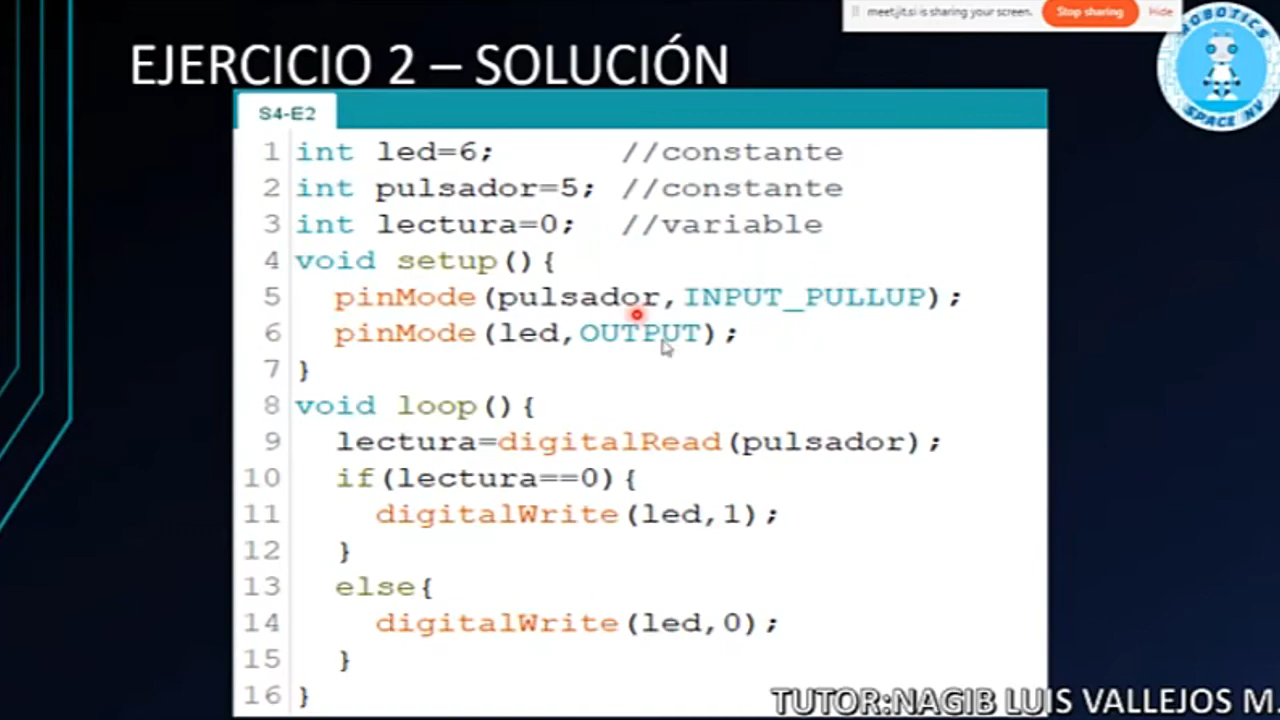 meet.jit.si is sharing your screen. Stop sharing Hide
ROBOTICS
SPACE NV
EJERCICIO 2 – SOLUCIÓN
S4-E2
1 int led=6; //constante
2 int pulsador=5; //constante
3 int lectura=0; //variable
4 void setup(){
5 pinMode(pulsador,INPUT_PULLUP);
6 pinMode(led,OUTPUT);
7 }
8 void loop(){
9 lectura=digitalRead(pulsador);
10 if(lectura==0){
11 digitalWrite(led,1);
12 }
13 else{
14 digitalWrite(led,0);
15 }
16 }
TUTOR:NAGIB LUIS VALLEJOS M.